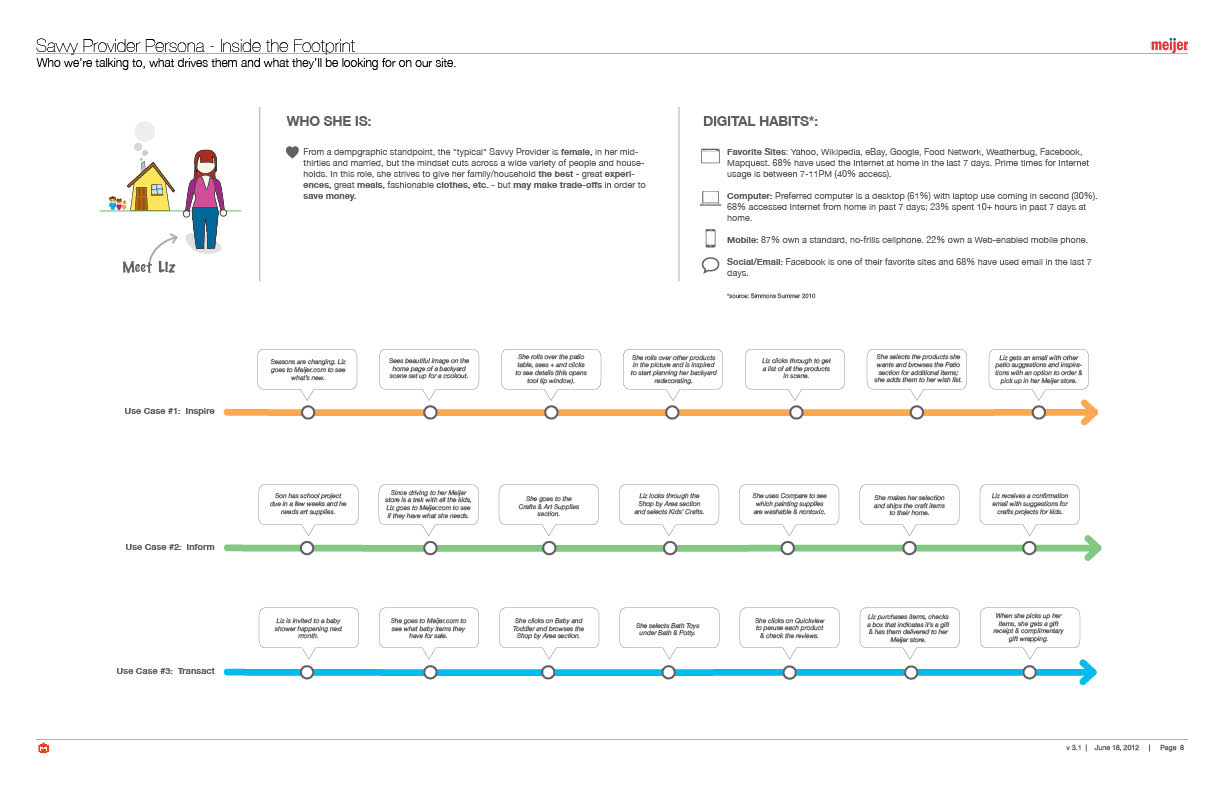 Savvy Provider Persona - Inside the Footprint
meijer
Who we're talking to, what drives them and what they'll be looking for on our site.
Meet Liz
WHO SHE IS:
From a dempgraphic standpoint, the "typical" Savvy Provider is female, in her mid-
thirties and married, but the mindset cuts across a wide variety of people and house-
holds. In this role, she strives to give her family/household the best - great experi-
ences, great meals, fashionable clothes, etc. - but may make trade-offs in order to
save money.
DIGITAL HABITS*:
Favorite Sites: Yahoo, Wikipedia, eBay, Google, Food Network, Weatherbug, Facebook,
Mapquest. 68% have used the Internet at home in the last 7 days. Prime times for Internet
usage is between 7-11PM (40% access).
Computer: Preferred computer is a desktop (61%) with laptop use coming in second (30%).
68% accessed Internet from home in past 7 days; 23% spent 10+ hours in past 7 days at
home.
Mobile: 87% own a standard, no-frills cellphone. 22% own a Web-enabled mobile phone.
Social/Email: Facebook is one of their favorite sites and 68% have used email in the last 7
days.
*source: Simmons Summer 2010
Use Case #1: Inspire
Seasons are changing. Liz
goes to Meijer.com to see
what's new.
Sees beautiful image on the
home page of a backyard
scene set up for a cookout.
She rolls over the patio
table, sees + and clicks
to see details (this opens
tool tip window).
She rolls over other products
in the picture and is inspired
to start planning her backyard
redecorating.
Liz clicks through to get
a list of all the products
in scene.
She selects the products she
wants and browses the Patio
section for additional items;
she adds them to her wish list.
Liz gets an email with other
patio suggestions and inspira-
tions with an option to order &
pick up in her Meijer store.
Use Case #2: Inform
Son has school project
due in a few weeks and he
needs art supplies.
Since driving to her Meijer
store is a trek with all the kids,
Liz goes to Meijer.com to see
if they have what she needs.
She goes to the
Crafts & Art Supplies
section.
Liz looks through the
Shop by Area section
and selects Kids' Crafts.
She uses Compare to see
which painting supplies
are washable & nontoxic.
She makes her selection
and ships the craft items
to their home.
Liz receives a confirmation
email with suggestions for
crafts projects for kids.
Use Case #3: Transact
Liz is invited to a baby
shower happening next
month.
She goes to Meijer.com to
see what baby items they
have for sale.
She clicks on Baby and
Toddler and browses the
Shop by Area section.
She selects Bath Toys
under Bath & Potty.
She clicks on Quickview
to peruse each product
& check the reviews.
Liz purchases items, checks
a box that indicates it's a gift
& has them delivered to her
Meijer store.
When she picks up her
items, she gets a gift
receipt & complimentary
gift wrapping.
v 3.1 | June 18, 2012 | Page 8